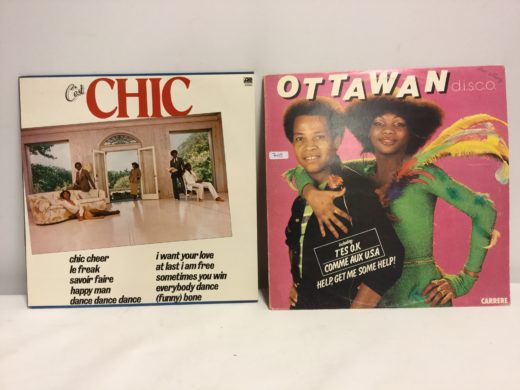 C'est
CHIC
chic cheer
le freak
savoir faire
happy man
dance dance dance
i want your love
at last i am free
sometimes you win
everybody dance
(funny) bone
OTTAWAN
d.i.s.c.o.
including
T'ES O.K
COMME AUX U.S.A
HELP, GET ME SOME HELP!
CARRERE